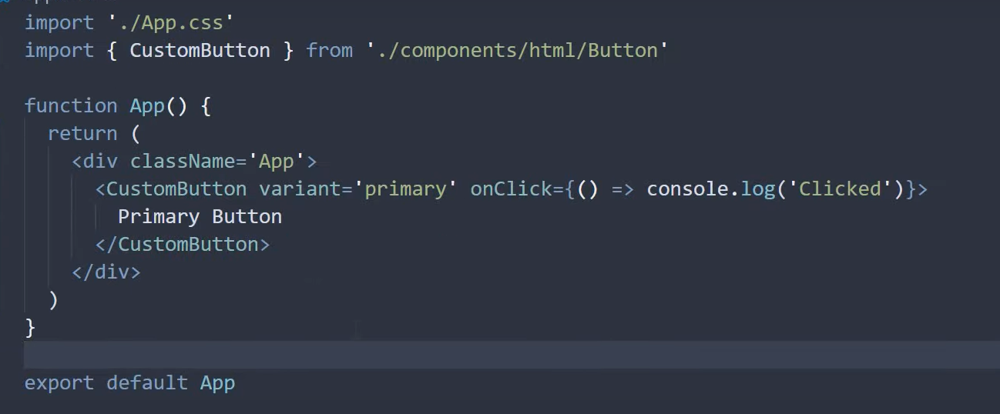 import './App.css'
import { CustomButton } from './components/html/Button'
function App() {
return (
<div className='App'>
<CustomButton variant='primary' onClick={() => console.log('Clicked')}>
Primary Button
</CustomButton>
</div>
)
}
export default App